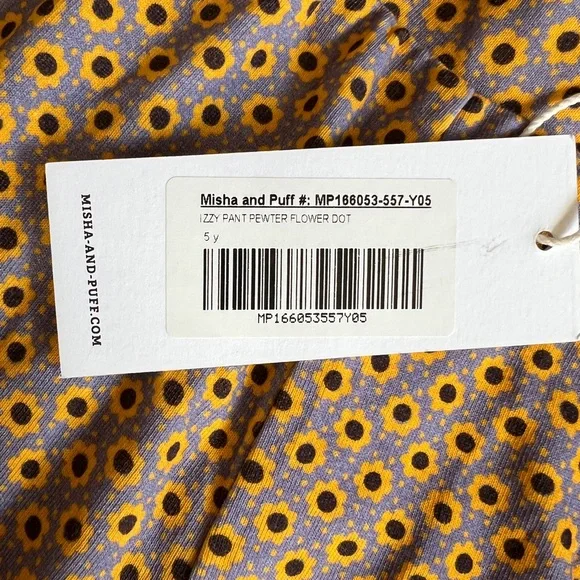 MISHA-AND-PUFF.COM
Misha and Puff #: MP166053-557-Y05
IZZY PANT PEWTER FLOWER DOT
5 y
MP166053557Y05